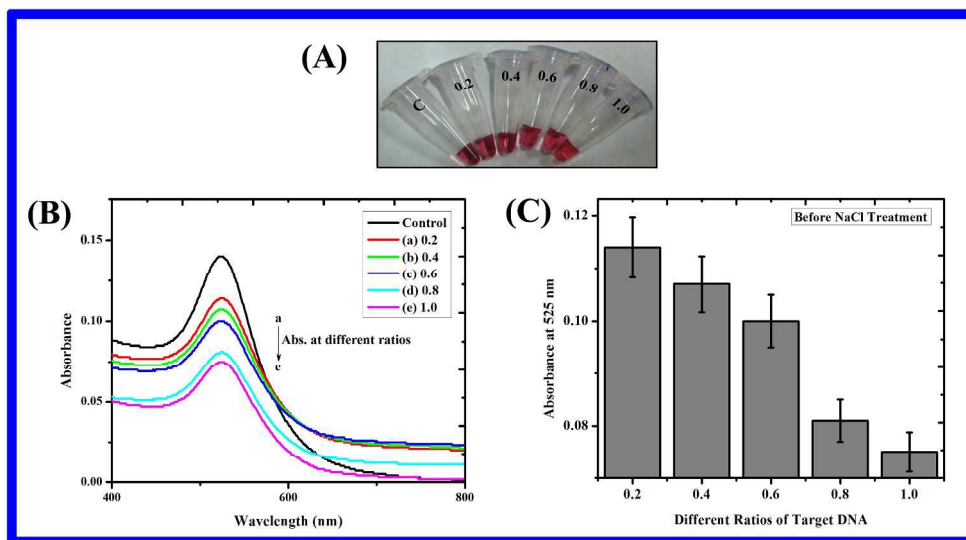 (A)
C
0.2
0.4
0.6
0.8
1.0
(B)
Control
(a) 0.2
(b) 0.4
(c) 0.6
(d) 0.8
(e) 1.0
a
Abs. at different ratios
e
0.15
0.10
0.05
0.00
Absorbance
400
600
800
Wavelength (nm)
(C)
Before NaCl Treatment
0.12
0.10
0.08
Absorbance at 525 nm
0.2
0.4
0.6
0.8
1.0
Different Ratios of Target DNA